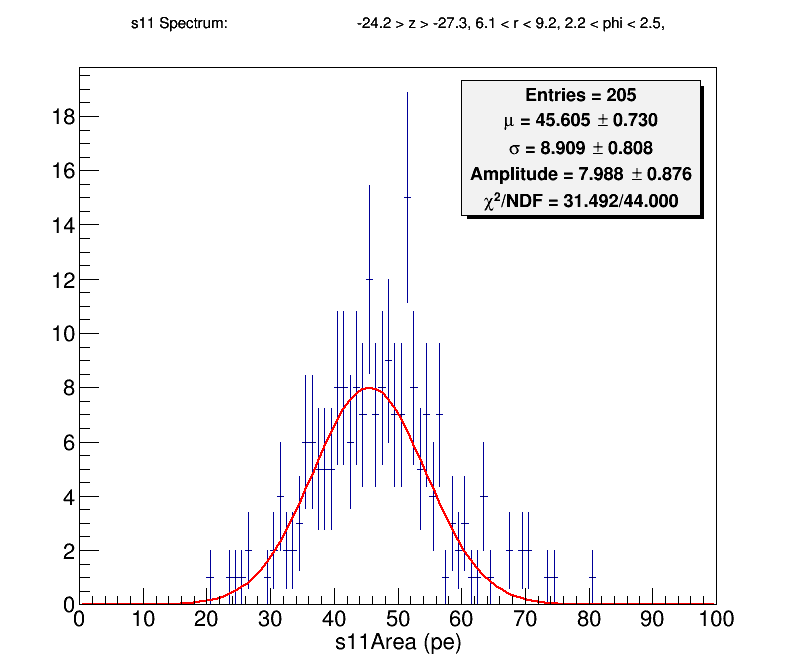 s11 Spectrum: -24.2 > z > -27.3, 6.1 < r < 9.2, 2.2 < phi < 2.5,
Entries = 205
μ = 45.605 ± 0.730
σ = 8.909 ± 0.808
Amplitude = 7.988 ± 0.876
χ²/NDF = 31.492/44.000
18
16
14
12
10
8
6
4
2
0
0 10 20 30 40 50 60 70 80 90 100
s11Area (pe)